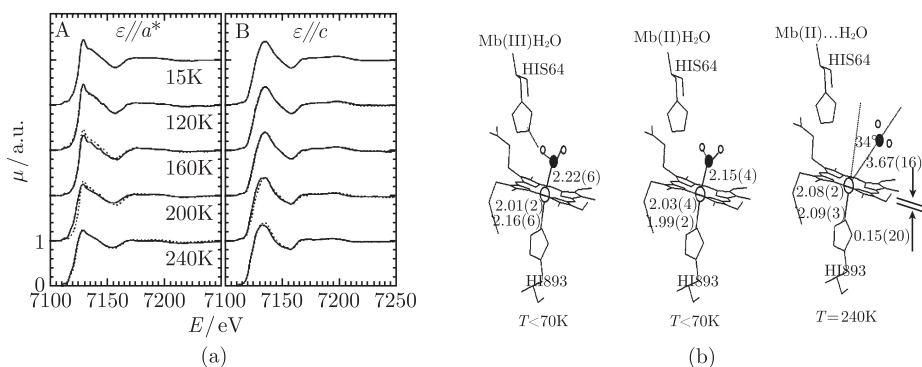 A
ε//a*
15K
120K
160K
200K
240K
B
ε//c
μ/a.u.
1
0
7100
7150
7200
7100
7150
7200
7250
E/eV
(a)
Mb(III)H₂O
HIS64
2.22(6)
2.01(2)
2.16(6)
HI893
T<70K
Mb(II)H₂O
HIS64
2.15(4)
2.03(4)
1.99(2)
HI893
T<70K
Mb(II)...H₂O
HIS64
34°
3.67(16)
2.08(2)
2.09(3)
0.15(20)
HI893
T=240K
(b)